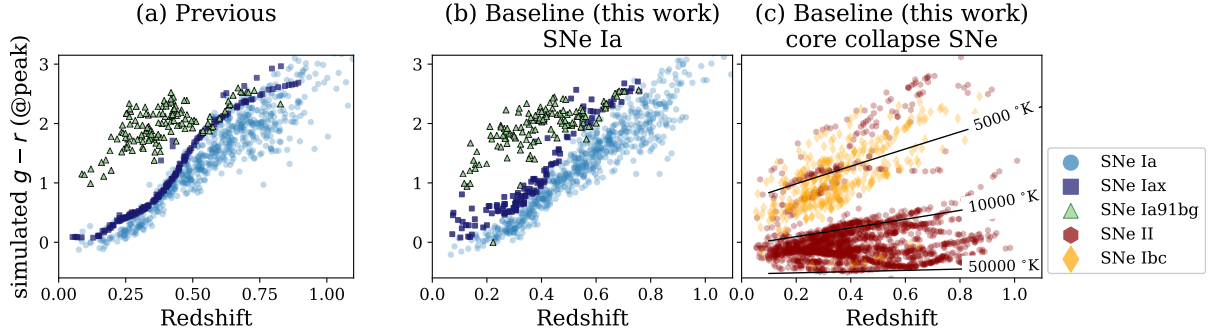 (a) Previous
(b) Baseline (this work)
SNe Ia
(c) Baseline (this work)
core collapse SNe
simulated g − r (@peak)
3
2
1
0
0.00 0.25 0.50 0.75 1.00
Redshift
3
2
1
0
0.0 0.2 0.4 0.6 0.8 1.0
Redshift
5000 °K
10000 °K
50000 °K
0.0 0.2 0.4 0.6 0.8 1.0
Redshift
SNe Ia
SNe Iax
SNe Ia91bg
SNe II
SNe Ibc